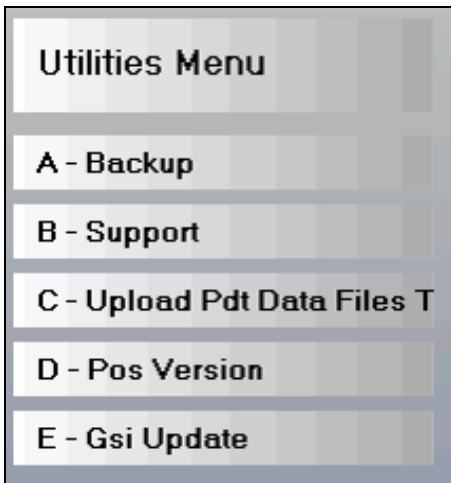 Utilities Menu
A - Backup
B - Support
C - Upload Pdt Data Files T
D - Pos Version
E - Gsi Update